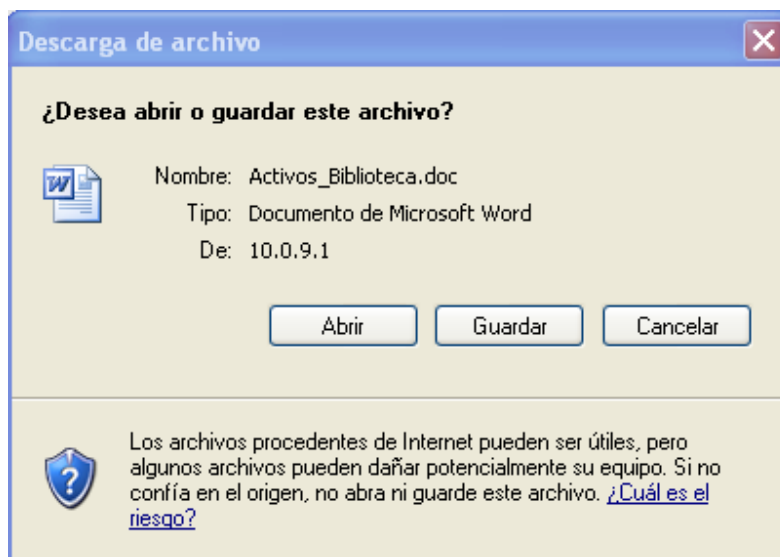 Descarga de archivo
¿Desea abrir o guardar este archivo?
Nombre: Activos_Biblioteca.doc
Tipo: Documento de Microsoft Word
De: 10.0.9.1
Abrir Guardar Cancelar
Los archivos procedentes de Internet pueden ser útiles, pero
algunos archivos pueden dañar potencialmente su equipo. Si no
confía en el origen, no abra ni guarde este archivo. ¿Cuál es el
riesgo?